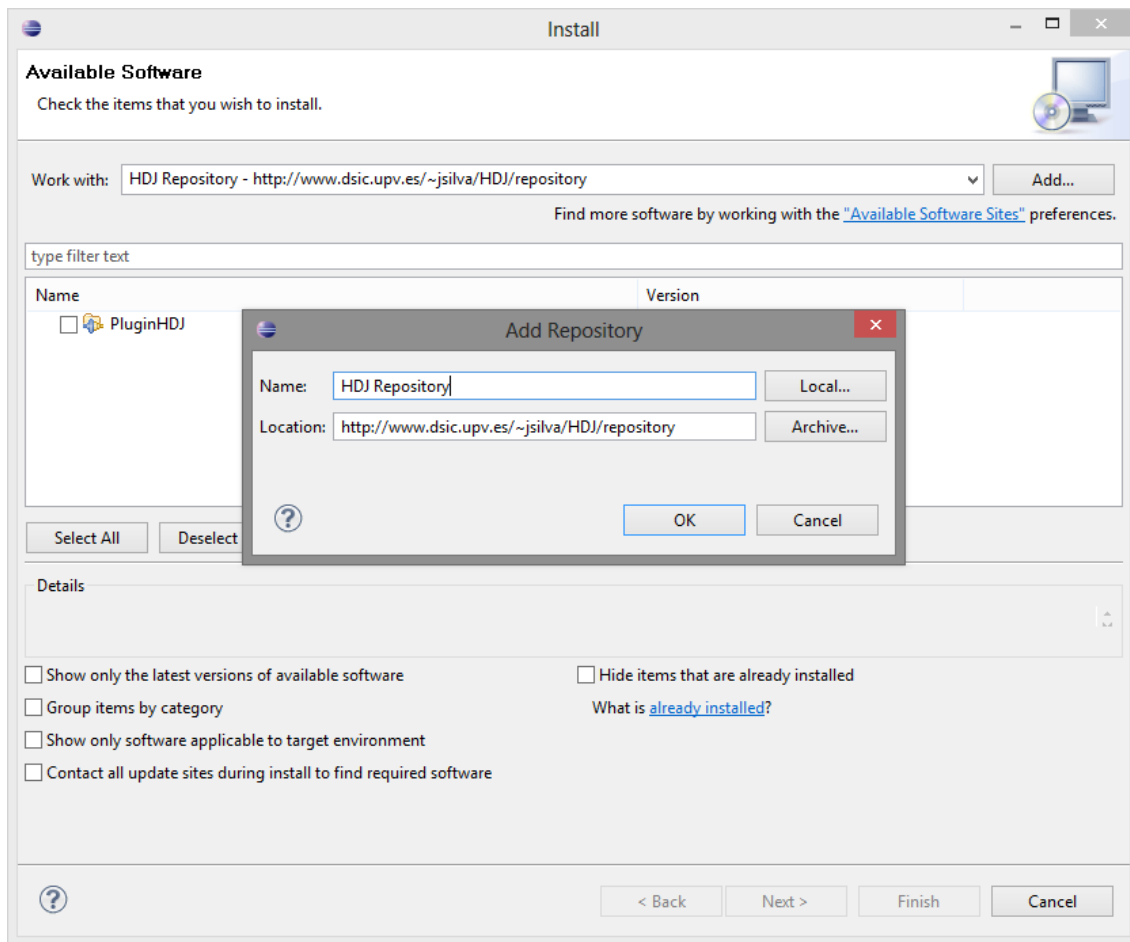 Install
Available Software
Check the items that you wish to install.
Work with: HDJ Repository - http://www.dsic.upv.es/~jsilva/HDJ/repository Add...
Find more software by working with the "Available Software Sites" preferences.
type filter text
Name Version
PluginHDJ
Add Repository
Name: HDJ Repository Local...
Location: http://www.dsic.upv.es/~jsilva/HDJ/repository Archive...
? OK Cancel
Select All Deselect
Details
Show only the latest versions of available software Hide items that are already installed
Group items by category What is already installed?
Show only software applicable to target environment
Contact all update sites during install to find required software
? < Back Next > Finish Cancel